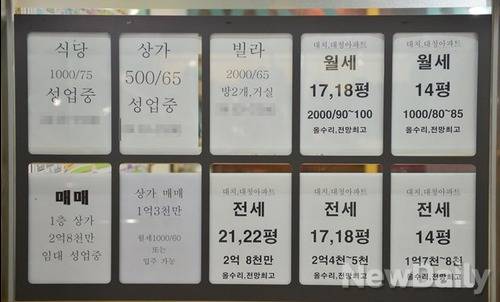 식당
1000/75
성업중
상가
500/65
성업중
빌라
2000/65
방2개,거실
대치,대청아파트
월세
17,18평
2000/90~100
올수리,전망최고
대치,대청아파트
월세
14평
1000/80~85
올수리,전망최고
매매
1층 상가
2억8천만
임대 성업중
상가 매매
1억3천만
월세1000/60
또는
입주 가능
대치,대청아파트
전세
21,22평
2억 8천만
올수리,전망최고
대치,대청아파트
전세
17,18평
2억4천~5천
올수리,전망최고
대치,대청아파트
전세
14평
1억7천~8천
올수리,전망최고
NewDaily